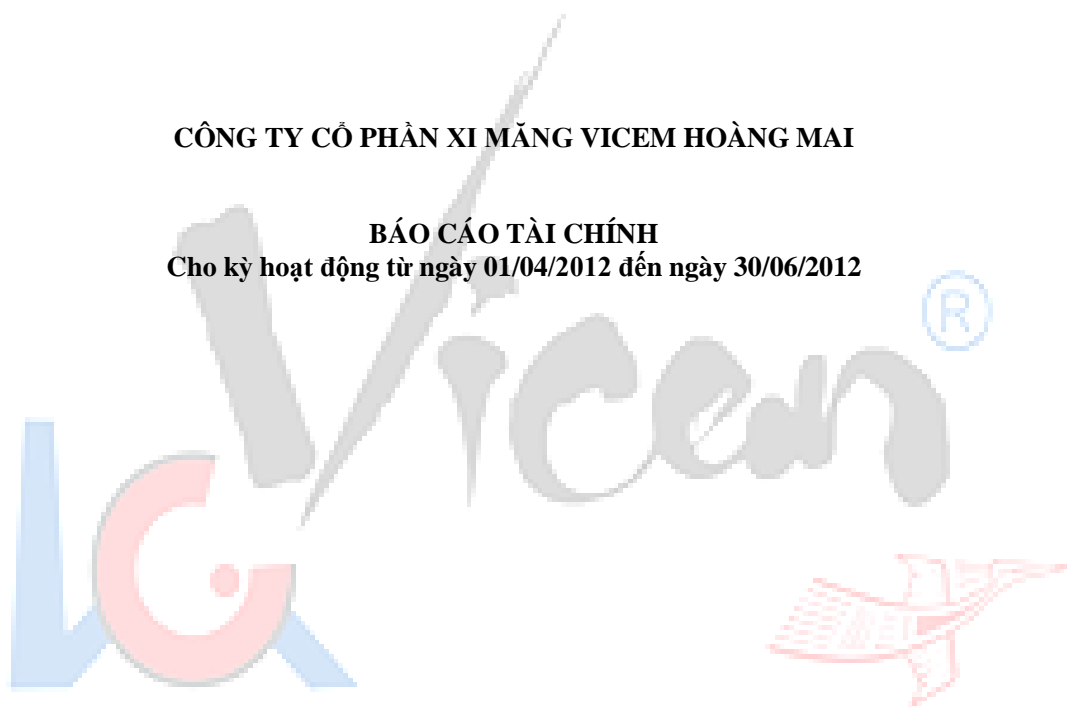 CÔNG TY CỔ PHẦN XI MĂNG VICEM HOÀNG MAI
BÁO CÁO TÀI CHÍNH
Cho kỳ hoạt động từ ngày 01/04/2012 đến ngày 30/06/2012
Vicem
®